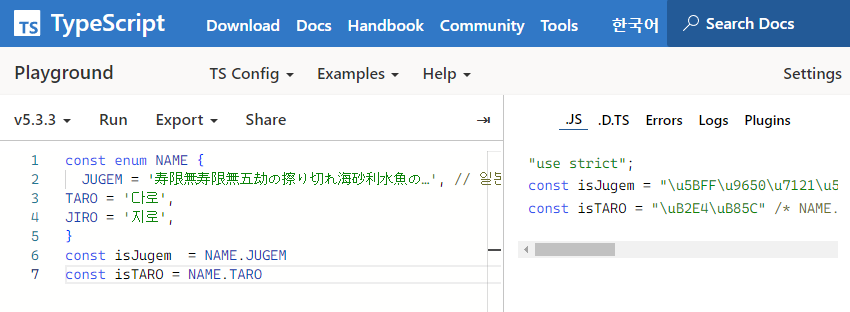 TS TypeScript Download Docs Handbook Community Tools 한국어 Search Docs
Playground TS Config Examples Help Settings
v5.3.3 Run Export Share
.JS .D.TS Errors Logs Plugins
1 const enum NAME {
2 JUGEM = '寿限無寿限無五劫の擦り切れ海砂利水魚の…', // 일본
3 TARO = '다로',
4 JIRO = '지로',
5 }
6 const isJugem = NAME.JUGEM
7 const isTARO = NAME.TARO
"use strict";
const isJugem = "\u5BFF\u9650\u7121\u5
const isTARO = "\uB2E4\uB85C" /* NAME.